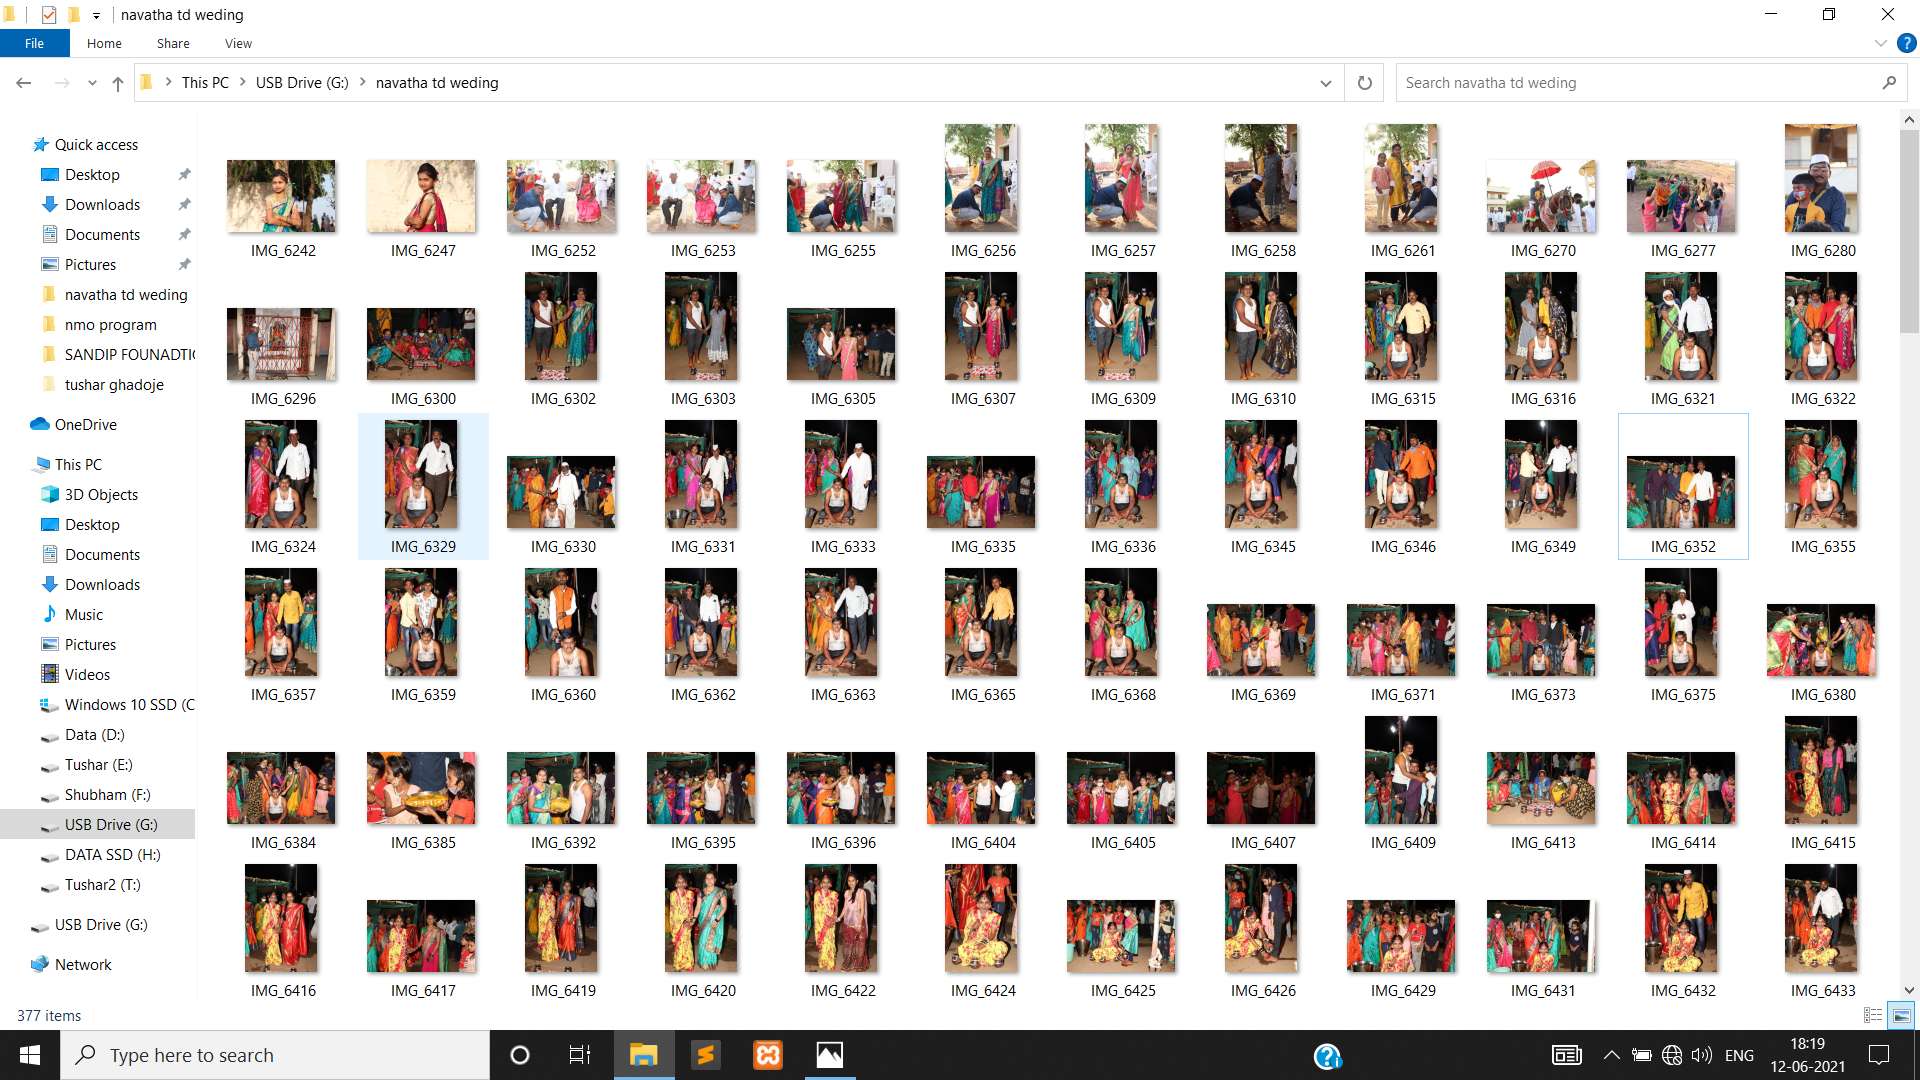 navatha td weding
File Home Share View
This PC USB Drive (G:) navatha td weding
Search navatha td weding
Quick access
Desktop
Downloads
Documents
Pictures
navatha td weding
nmo program
SANDIP FOUNADTI
tushar ghadoje
OneDrive
This PC
3D Objects
Desktop
Documents
Downloads
Music
Pictures
Videos
Windows 10 SSD (C
Data (D:)
Tushar (E:)
Shubham (F:)
USB Drive (G:)
DATA SSD (H:)
Tushar2 (T:)
USB Drive (G:)
Network
IMG_6242 IMG_6247 IMG_6252 IMG_6253 IMG_6255 IMG_6256 IMG_6257 IMG_6258 IMG_6261 IMG_6270 IMG_6277 IMG_6280
IMG_6296 IMG_6300 IMG_6302 IMG_6303 IMG_6305 IMG_6307 IMG_6309 IMG_6310 IMG_6315 IMG_6316 IMG_6321 IMG_6322
IMG_6324 IMG_6329 IMG_6330 IMG_6331 IMG_6333 IMG_6335 IMG_6336 IMG_6345 IMG_6346 IMG_6349 IMG_6352 IMG_6355
IMG_6357 IMG_6359 IMG_6360 IMG_6362 IMG_6363 IMG_6365 IMG_6368 IMG_6369 IMG_6371 IMG_6373 IMG_6375 IMG_6380
IMG_6384 IMG_6385 IMG_6392 IMG_6395 IMG_6396 IMG_6404 IMG_6405 IMG_6407 IMG_6409 IMG_6413 IMG_6414 IMG_6415
IMG_6416 IMG_6417 IMG_6419 IMG_6420 IMG_6422 IMG_6424 IMG_6425 IMG_6426 IMG_6429 IMG_6431 IMG_6432 IMG_6433
377 items
Type here to search
ENG
18:19
12-06-2021